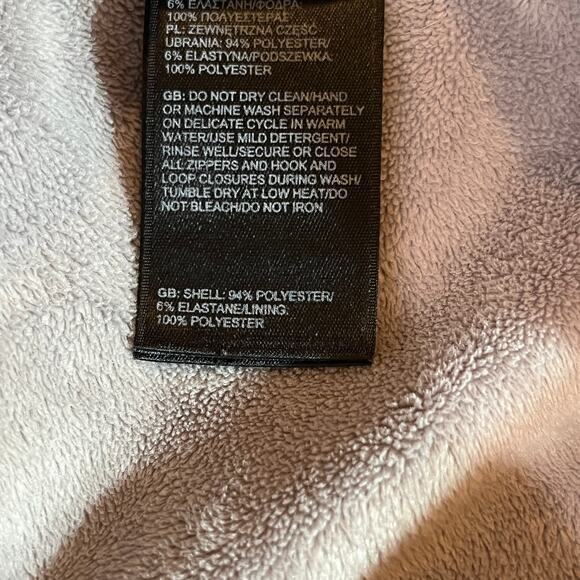 6% ΕΛΑΣΤΑΝΗ/ΦΟΔΡΑ:
100% ΠΟΛΥΕΣΤΕΡΑΣ
PL: ZEWNĘTRZNA CZĘŚĆ
UBRANIA: 94% POLYESTER/
6% ELASTYNA/PODSZEWKA:
100% POLYESTER
GB: DO NOT DRY CLEAN/HAND
OR MACHINE WASH SEPARATELY
ON DELICATE CYCLE IN WARM
WATER/USE MILD DETERGENT/
RINSE WELL/SECURE OR CLOSE
ALL ZIPPERS AND HOOK AND
LOOP CLOSURES DURING WASH/
TUMBLE DRY AT LOW HEAT/DO
NOT BLEACH/DO NOT IRON
GB: SHELL: 94% POLYESTER/
6% ELASTANE/LINING:
100% POLYESTER